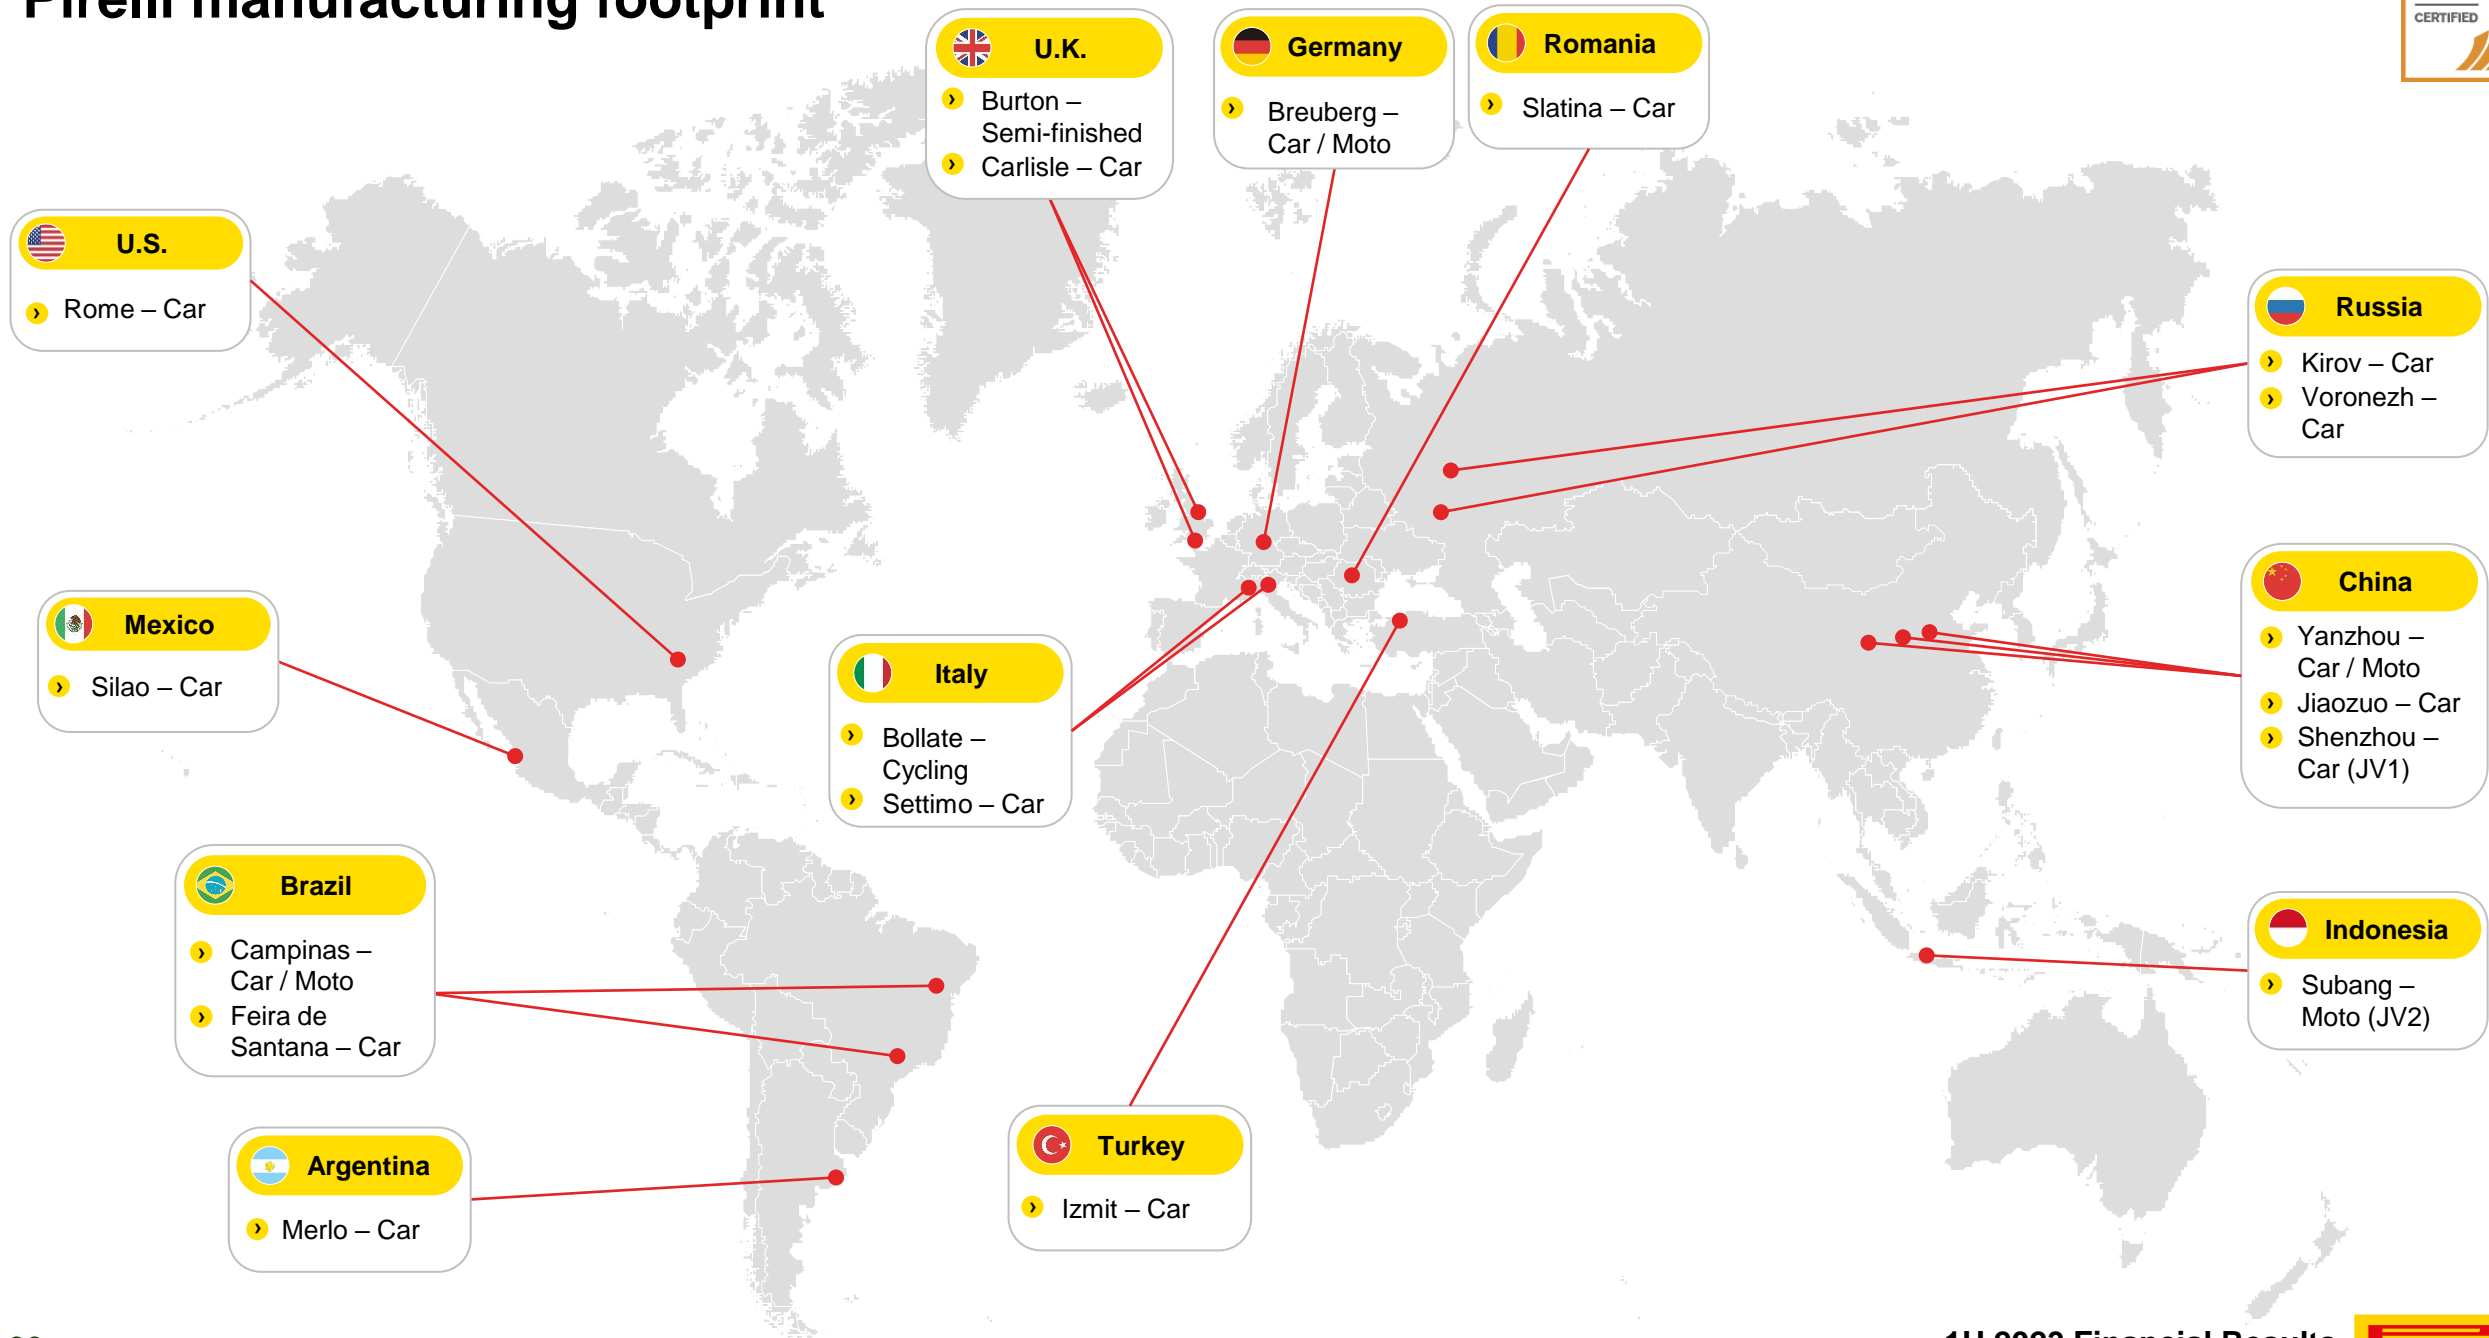 Pirelli manufacturing footprint
CERTIFIED
U.K.
Burton –
Semi-finished
Carlisle – Car
Germany
Breuberg –
Car / Moto
Romania
Slatina – Car
U.S.
Rome – Car
Russia
Kirov – Car
Voronezh –
Car
Mexico
Silao – Car
Italy
Bollate –
Cycling
Settimo – Car
China
Yanzhou –
Car / Moto
Jiaozuo – Car
Shenzhou –
Car (JV1)
Brazil
Campinas –
Car / Moto
Feira de
Santana – Car
Indonesia
Subang –
Moto (JV2)
Argentina
Merlo – Car
Turkey
Izmit – Car
Financial Results